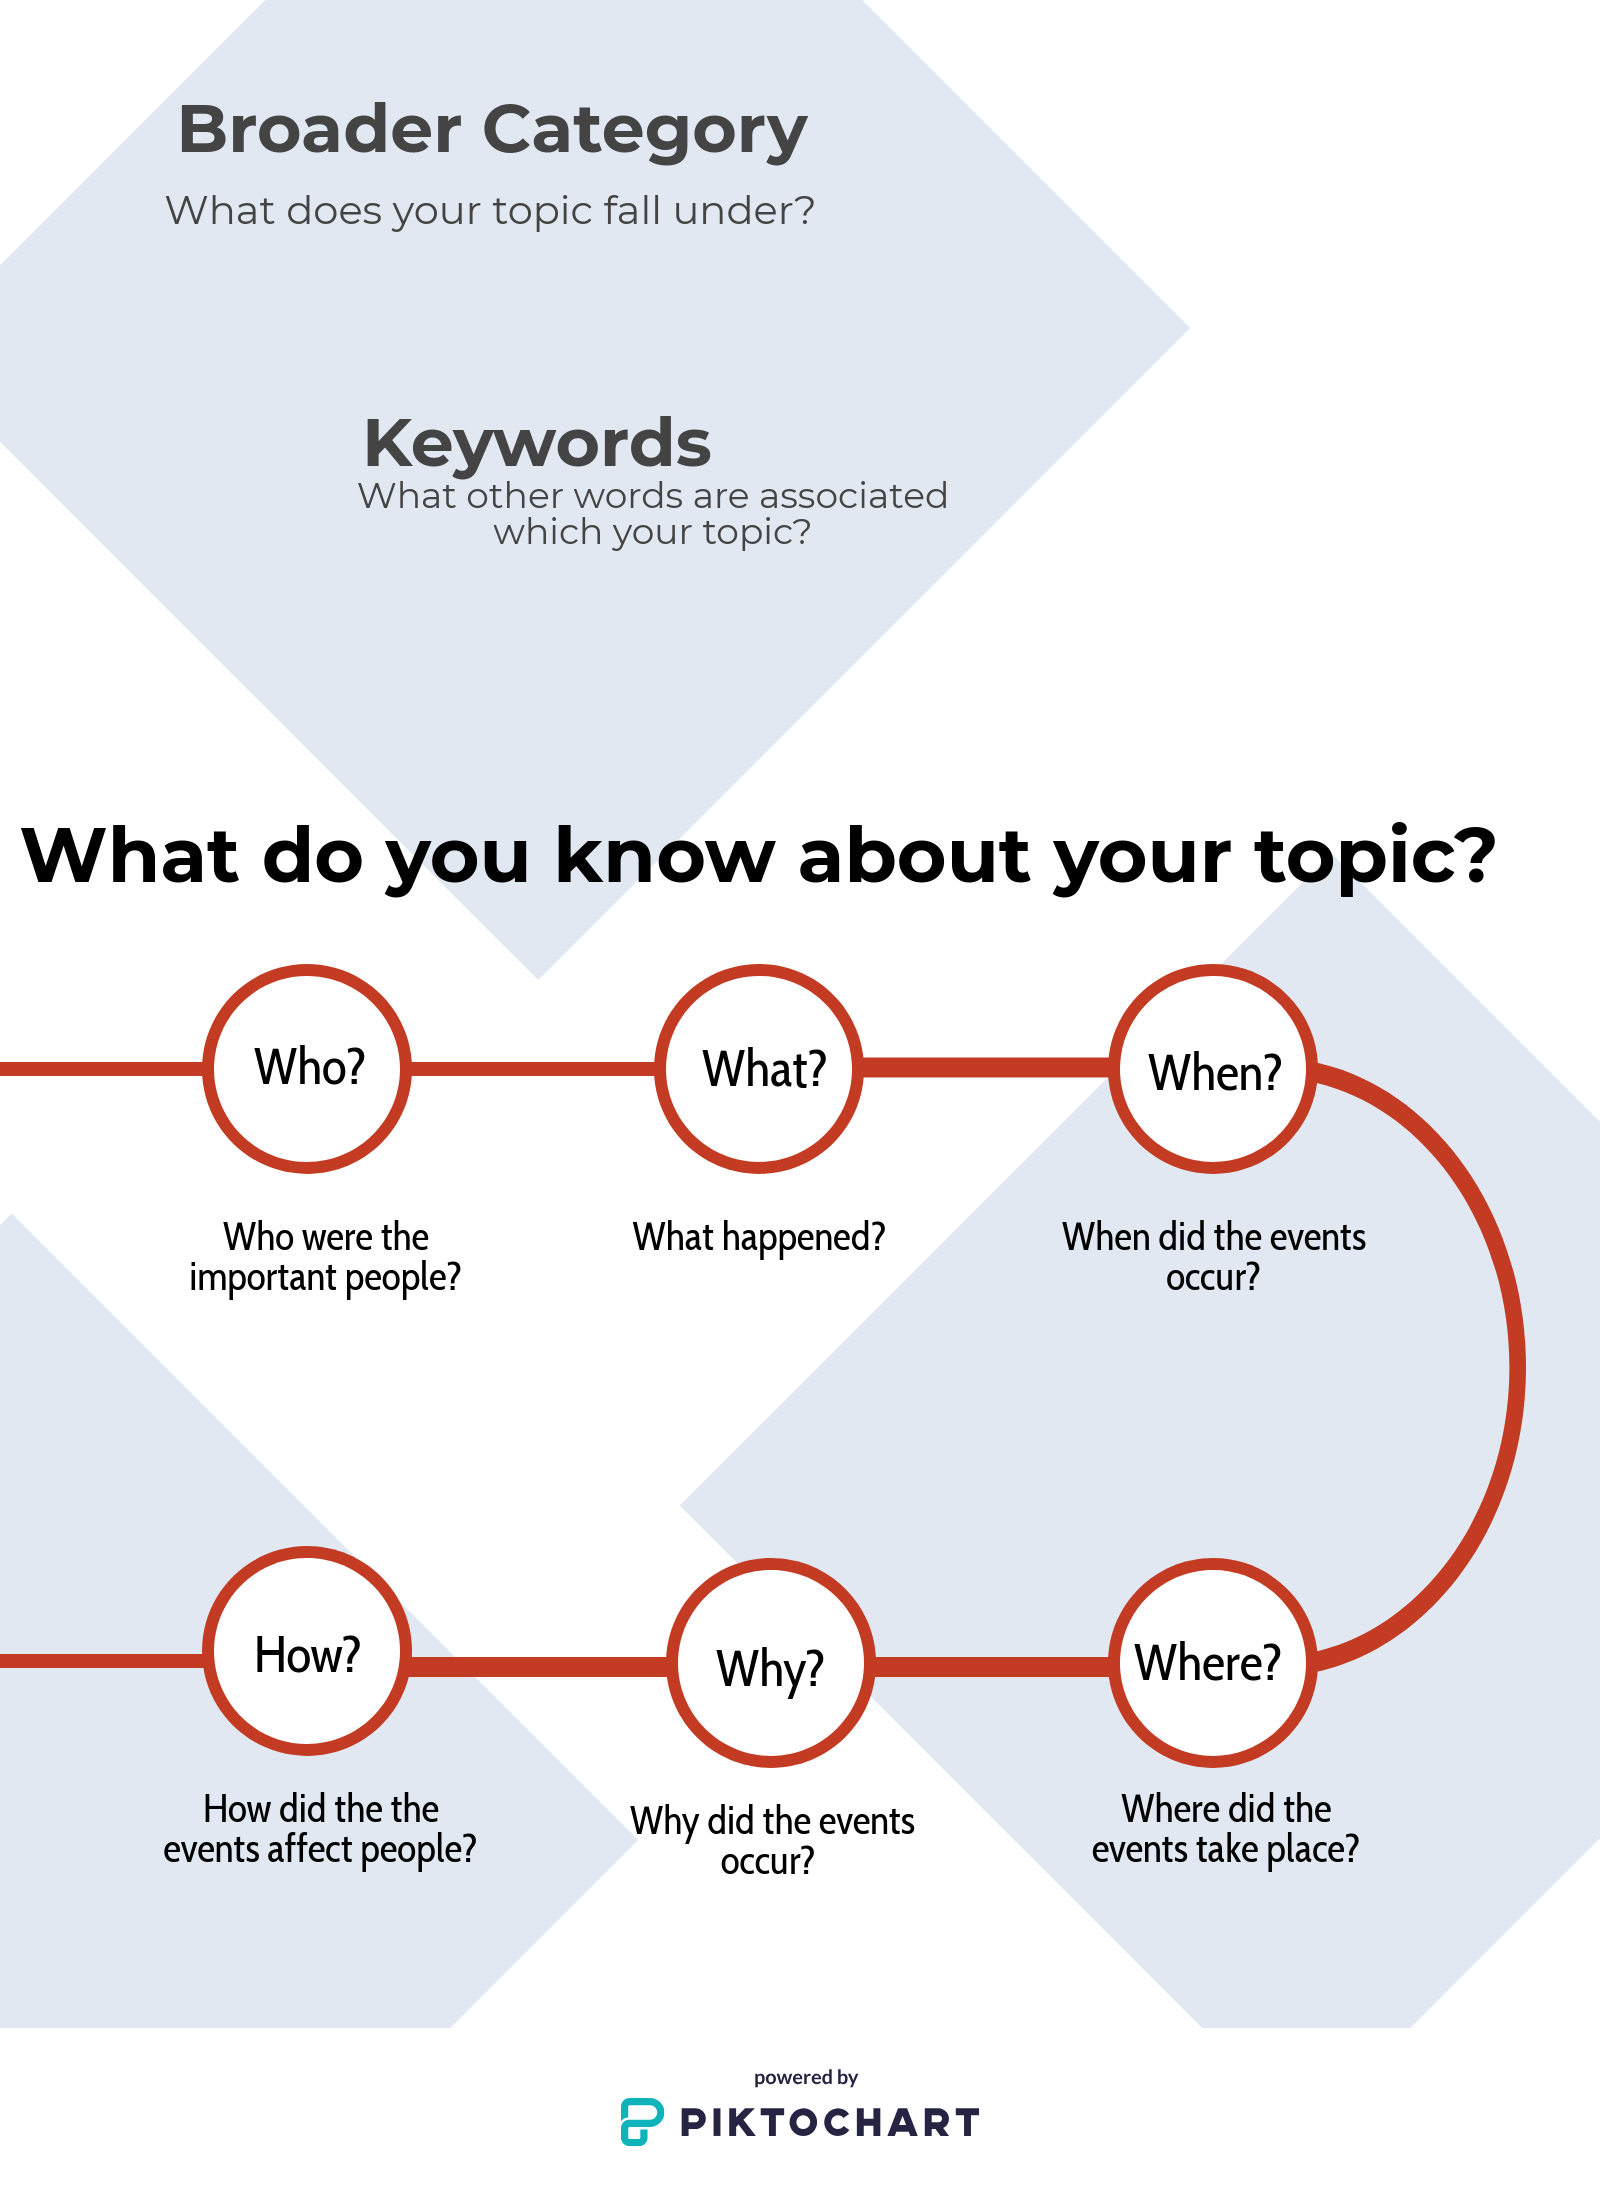 Broader Category
What does your topic fall under?
Keywords
What other words are associated
which your topic?
What do you know about your topic?
Who?
What?
When?
Who were the
important people?
What happened?
When did the events
occur?
How?
Why?
Where?
How did the the
events affect people?
Why did the events
occur?
Where did the
events take place?
powered by
PIKTOCHART